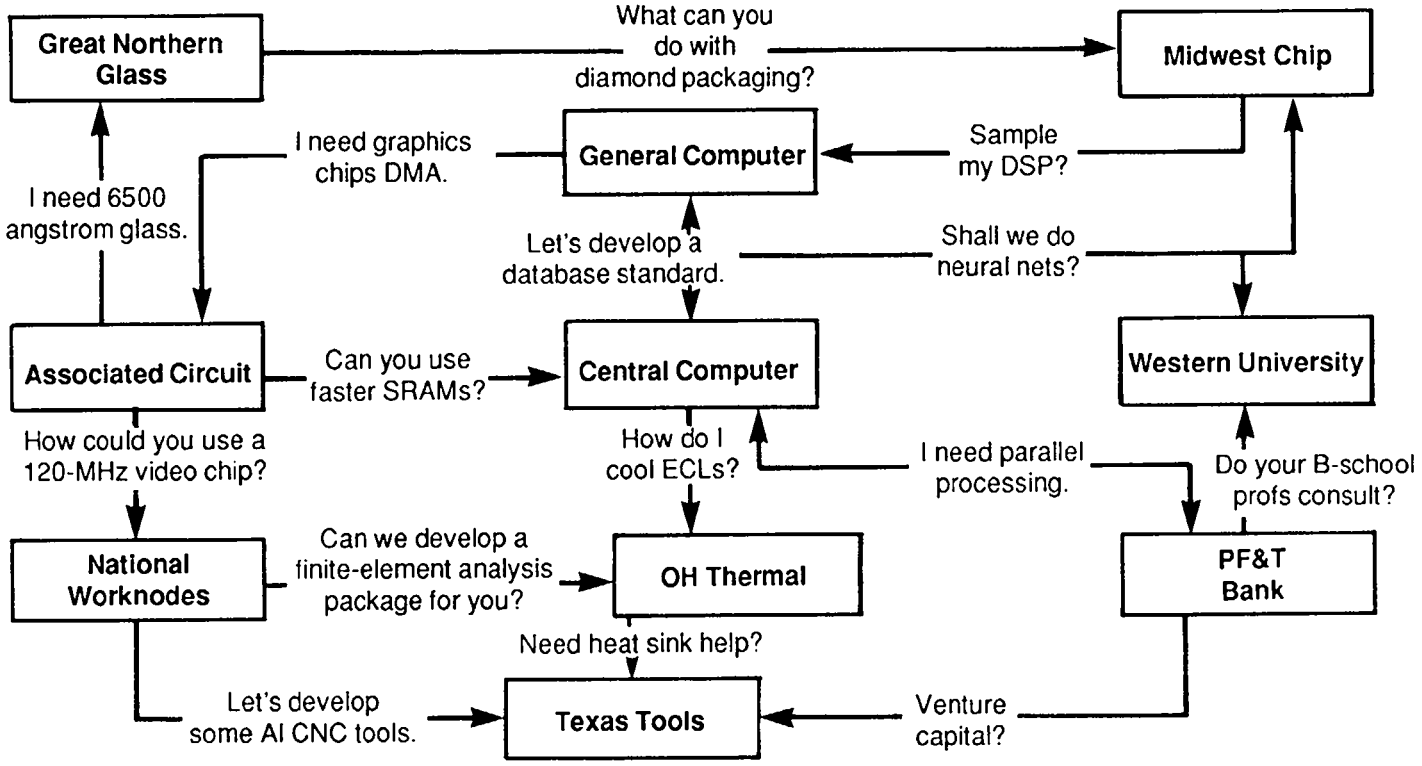 What can you
do with
diamond packaging?
Great Northern
Glass
Midwest Chip
I need graphics
chips DMA.
General Computer
Sample
my DSP?
I need 6500
angstrom glass.
Let's develop a
database standard.
Shall we do
neural nets?
Associated Circuit
Can you use
faster SRAMs?
Central Computer
Western University
How could you use a
120-MHz video chip?
How do I
cool ECLs?
I need parallel
processing.
Do your B-school
profs consult?
National
Worknodes
Can we develop a
finite-element analysis
package for you?
OH Thermal
PF&T
Bank
Need heat sink help?
Let's develop
some AI CNC tools.
Texas Tools
Venture
capital?